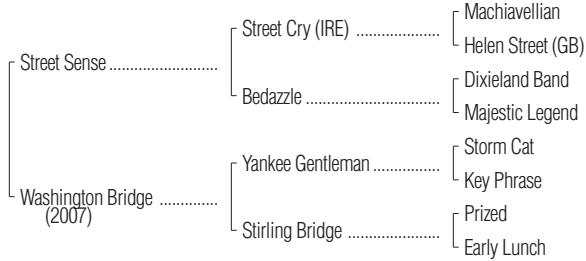 Machiavellian
Street Cry (IRE) ....................
Helen Street (GB)
Street Sense ..........................
Dixieland Band
Bedazzle ................................
Majestic Legend
Storm Cat
Yankee Gentleman ................
Key Phrase
Washington Bridge ..............
(2007)
Prized
Stirling Bridge ......................
Early Lunch